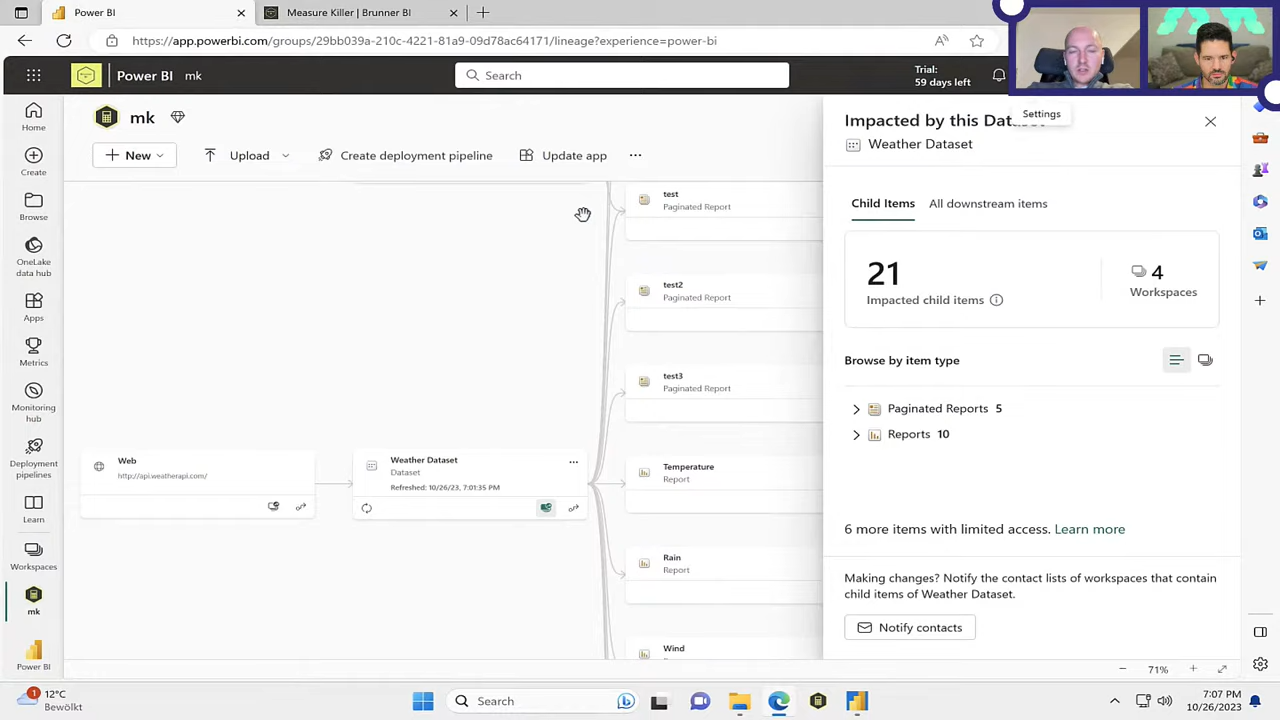 Power BI
Measure Killer | Brunner BI
https://app.powerbi.com/groups/29bb039a-210c-4221-81a9-09d78e64171/lineage?experience=power-bi
Power BI mk
Search
Trial:
59 days left
Home
Create
Browse
OneLake
data hub
Apps
Metrics
Monitoring
hub
Deployment
pipelines
Learn
Workspaces
mk
Power BI
mk
New
Upload
Create deployment pipeline
Update app
Web
http://api.weatherapi.com/
Weather Dataset
Dataset
Refreshed: 10/26/23, 7:01:35 PM
test
Paginated Report
test2
Paginated Report
test3
Paginated Report
Temperature
Report
Rain
Report
Wind
Impacted by this Dat
Settings
Weather Dataset
Child Items
All downstream items
21
Impacted child items
4
Workspaces
Browse by item type
Paginated Reports 5
Reports 10
6 more items with limited access. Learn more
Making changes? Notify the contact lists of workspaces that contain
child items of Weather Dataset.
Notify contacts
71%
1
12°C
Bewölkt
Search
7:07 PM
10/26/2023